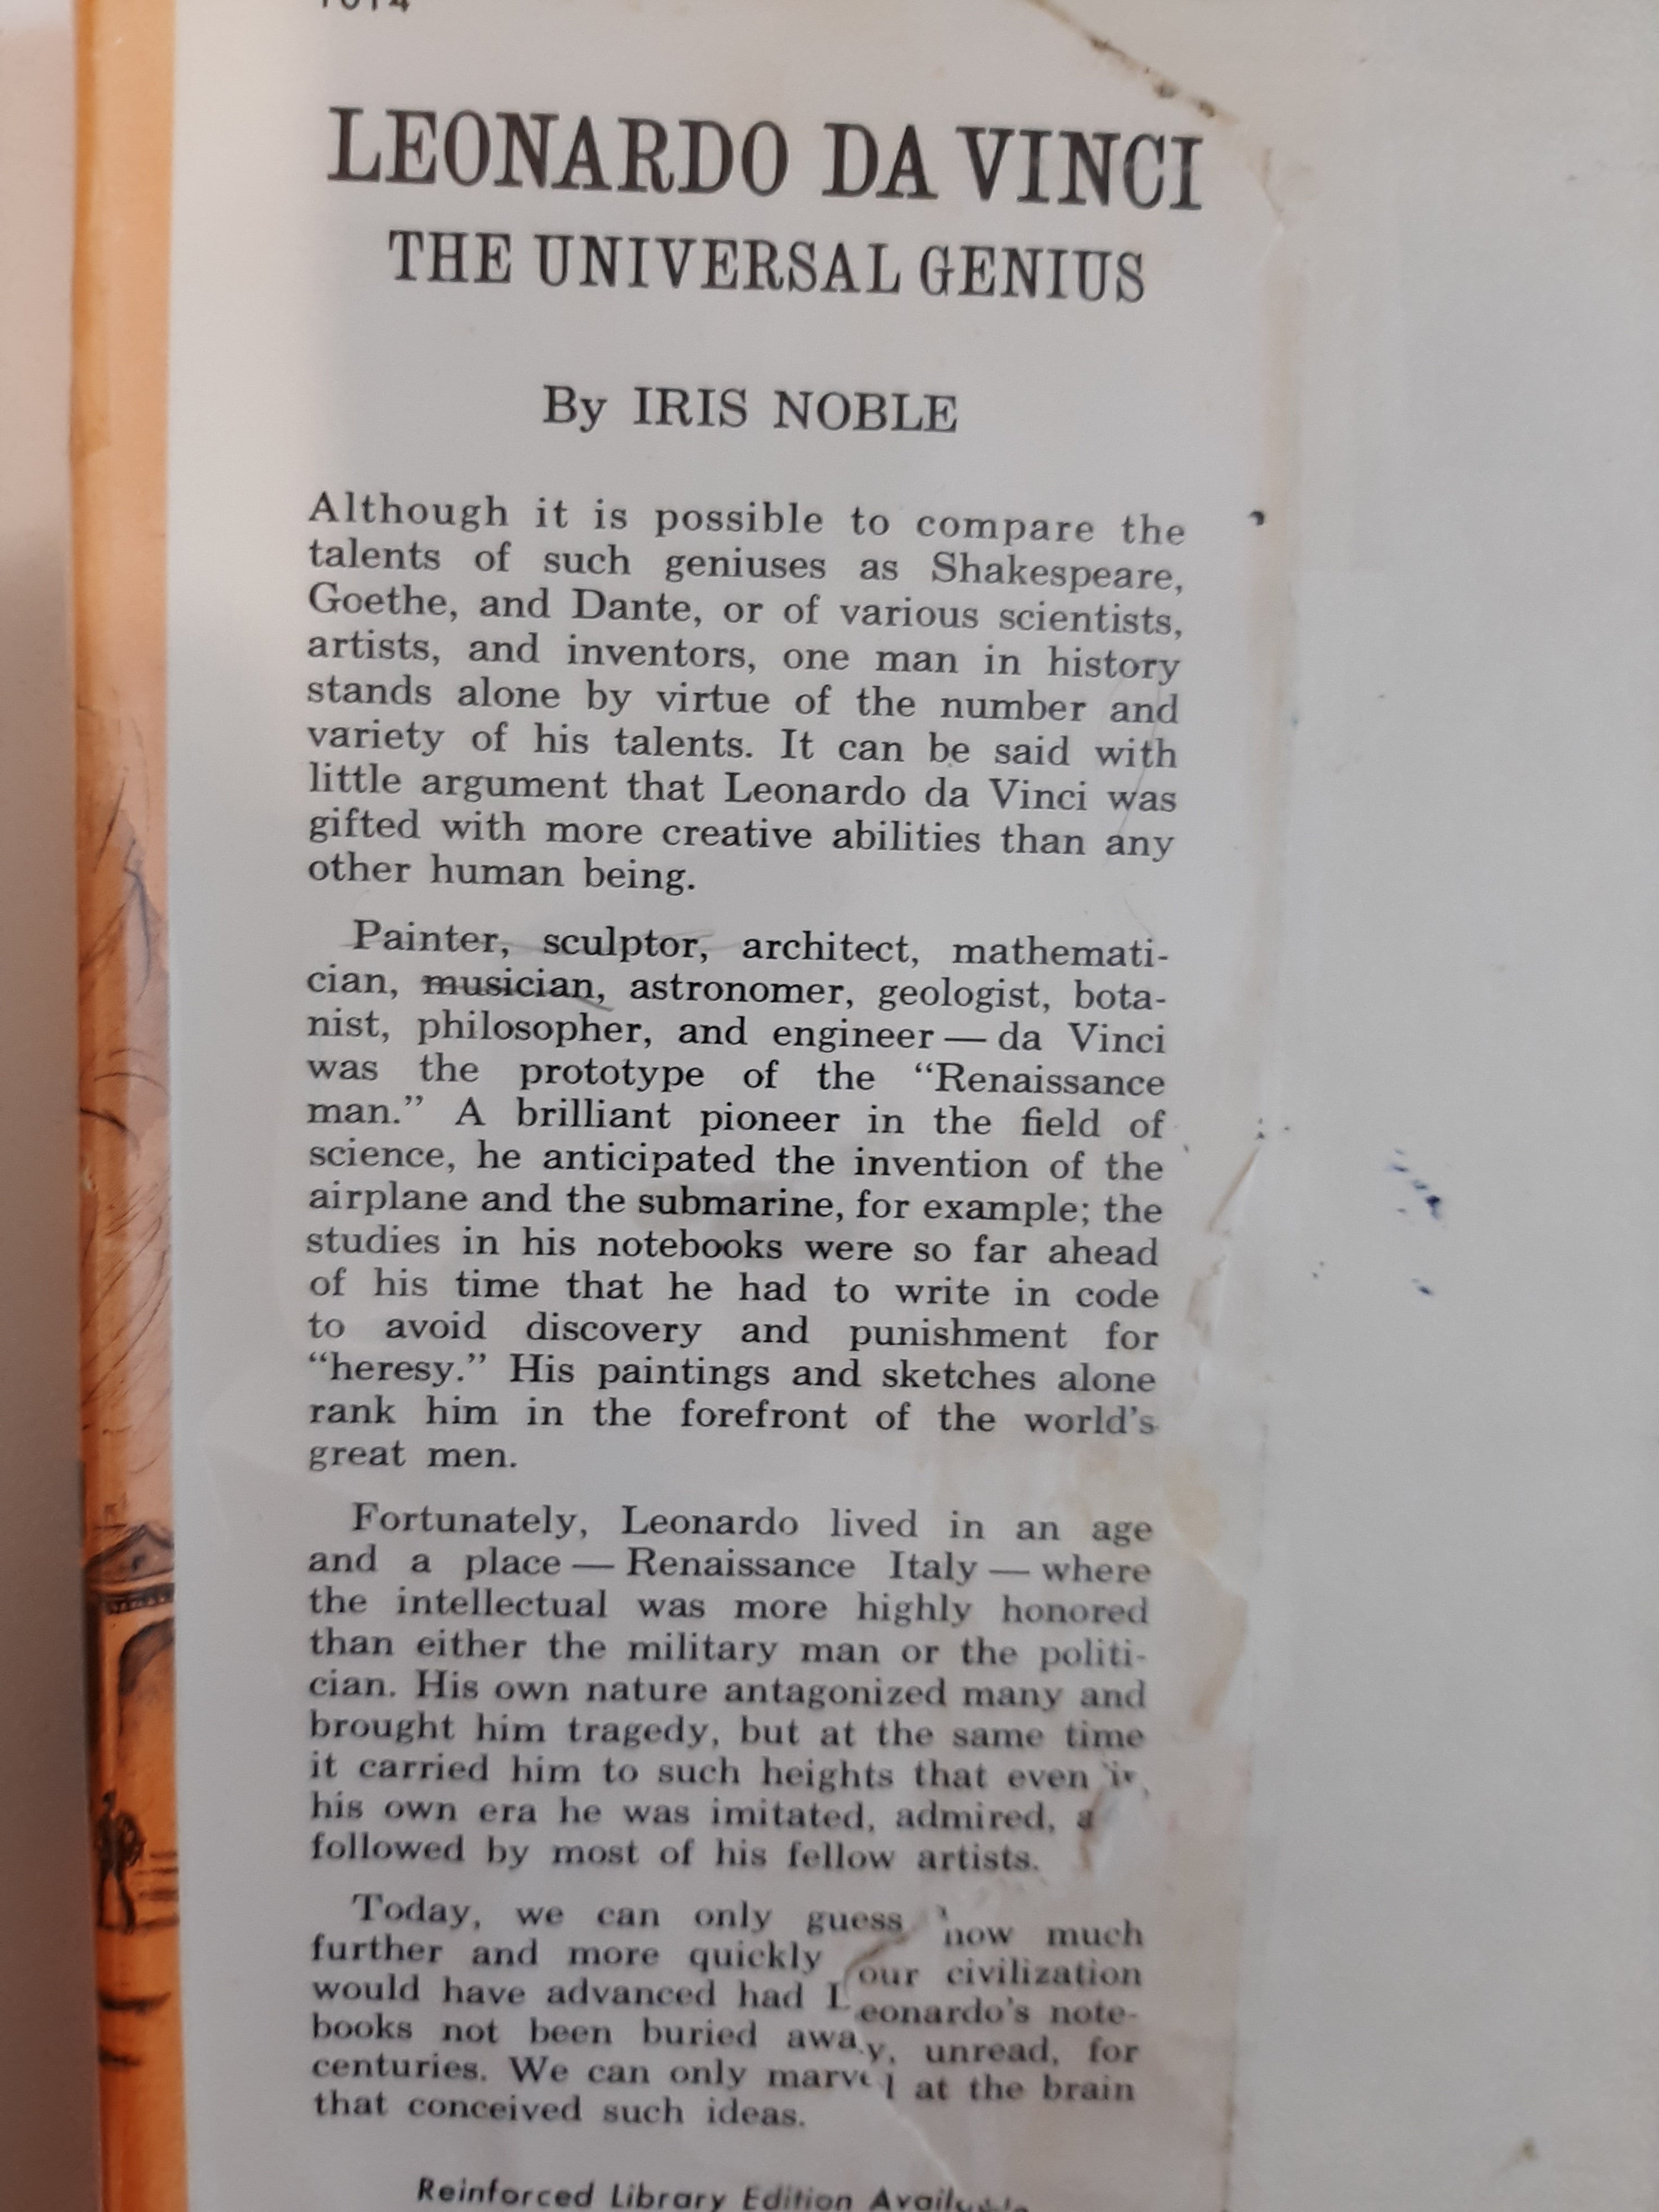 LEONARDO DA VINCI
THE UNIVERSAL GENIUS
By IRIS NOBLE
Although it is possible to compare the
talents of such geniuses as Shakespeare,
Goethe, and Dante, or of various scientists,
artists, and inventors, one man in history
stands alone by virtue of the number and
variety of his talents. It can be said with
little argument that Leonardo da Vinci was
gifted with more creative abilities than any
other human being.
Painter, sculptor, architect, mathemati-
cian, musician, astronomer, geologist, bota-
nist, philosopher, and engineer — da Vinci
was the prototype of the “Renaissance
man.” A brilliant pioneer in the field of
science, he anticipated the invention of the
airplane and the submarine, for example; the
studies in his notebooks were so far ahead
of his time that he had to write in code
to avoid discovery and punishment for
“heresy.” His paintings and sketches alone
rank him in the forefront of the world’s
great men.
Fortunately, Leonardo lived in an age
and a place — Renaissance Italy — where
the intellectual was more highly honored
than either the military man or the politi-
cian. His own nature antagonized many and
brought him tragedy, but at the same time
it carried him to such heights that even in
his own era he was imitated, admired,
followed by most of his fellow artists.
Today, we can only guess how much
further and more quickly our civilization
would have advanced had Leonardo’s note-
books not been buried away, unread, for
centuries. We can only marvel at the brain
that conceived such ideas.
Reinforced Library Edition Available